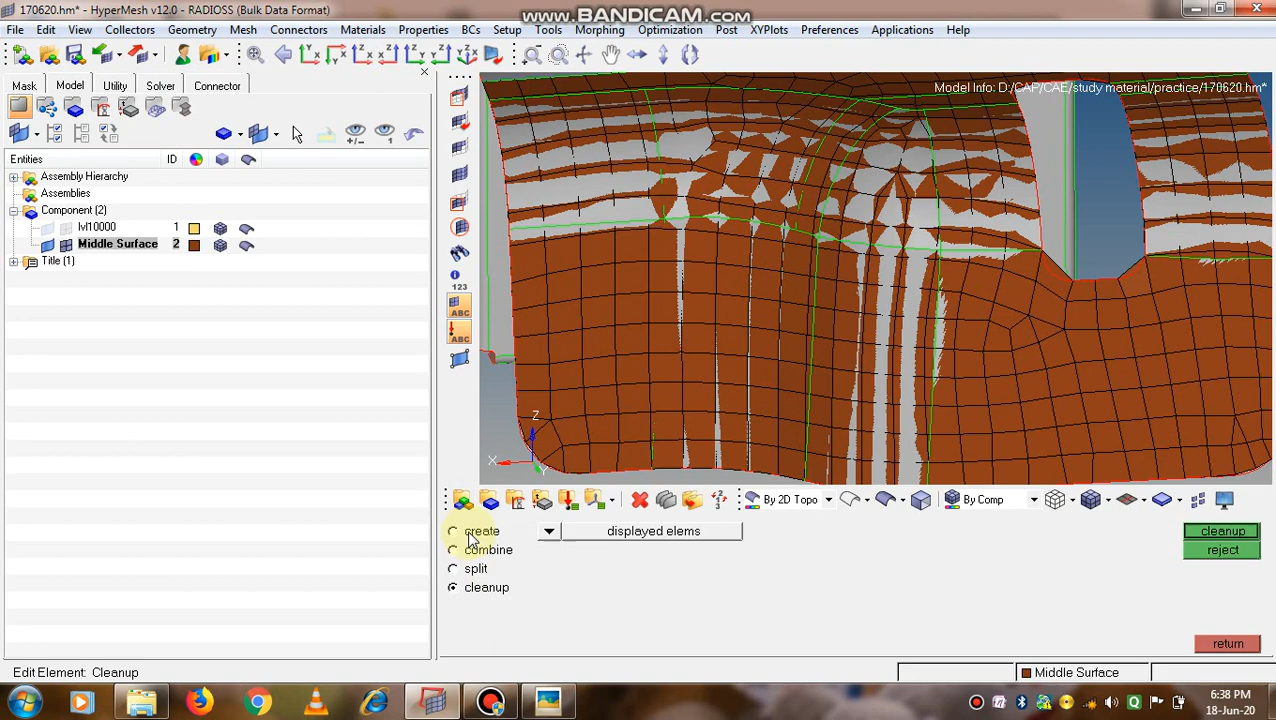 170620.hm* - HyperMesh v12.0 - RADIOSS (Bulk Data Format)
www.BANDICAM.com
File Edit View Collectors Geometry Mesh Connectors Materials Properties BCs Setup Tools Morphing Optimization Post XYPlots Preferences Applications Help
Mask Model Utility Solver Connector
Model Info: D:/CAP/CAE/study material/practice/170620.hm*
Entities ID
Assembly Hierarchy
Assemblies
Component (2)
lvl10000 1
Middle Surface 2
Title (1)
123
ABC
ABC
Z
X
Y
By 2D Topo
By Comp
create
displayed elems
cleanup
combine
reject
split
cleanup
return
Edit Element: Cleanup
Middle Surface
6:38 PM
18-Jun-20